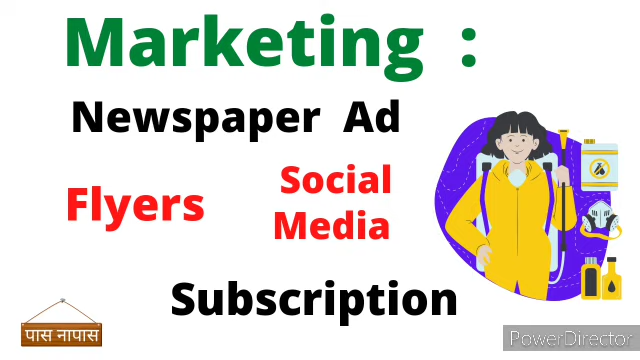 Marketing :
Newspaper Ad
Flyers
Social
Media
Subscription
पास नापास
PowerDirector